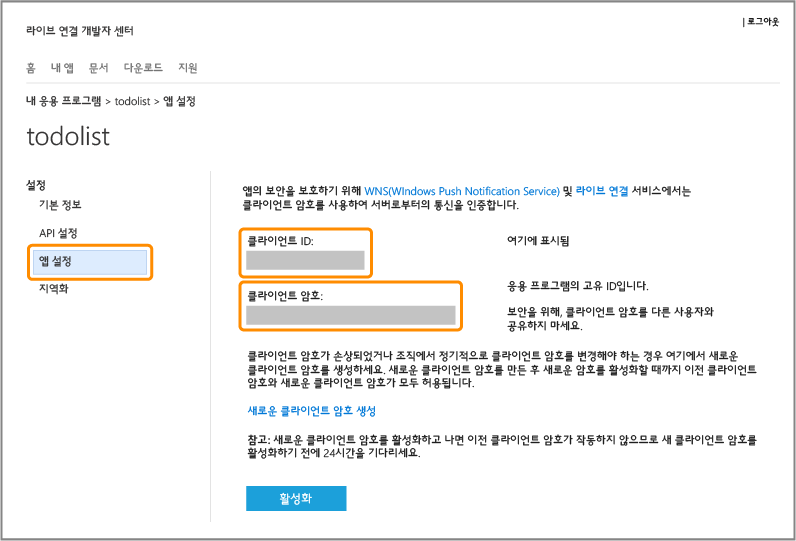 라이브 연결 개발자 센터
| 로그아웃
홈 내 앱 문서 다운로드 지원
내 응용 프로그램 > todolist > 앱 설정
todolist
설정
기본 정보
API 설정
앱 설정
지역화
앱의 보안을 보호하기 위해 WNS(WIndows Push Notification Service) 및 라이브 연결 서비스에서는
클라이언트 암호를 사용하여 서버로부터의 통신을 인증합니다.
클라이언트 ID:
여기에 표시됨
응용 프로그램의 고유 ID입니다.
클라이언트 암호:
보안을 위해, 클라이언트 암호를 다른 사용자와
공유하지 마세요.
클라이언트 암호가 손상되었거나 조직에서 정기적으로 클라이언트 암호를 변경해야 하는 경우 여기에서 새로운
클라이언트 암호를 생성하세요. 새로운 클라이언트 암호를 만든 후 새로운 암호를 활성화할 때까지 이전 클라이언트
암호와 새로운 클라이언트 암호가 모두 허용됩니다.
새로운 클라이언트 암호 생성
참고: 새로운 클라이언트 암호를 활성화하고 나면 이전 클라이언트 암호가 작동하지 않으므로 새 클라이언트 암호를
활성화하기 전에 24시간을 기다리세요.
활성화